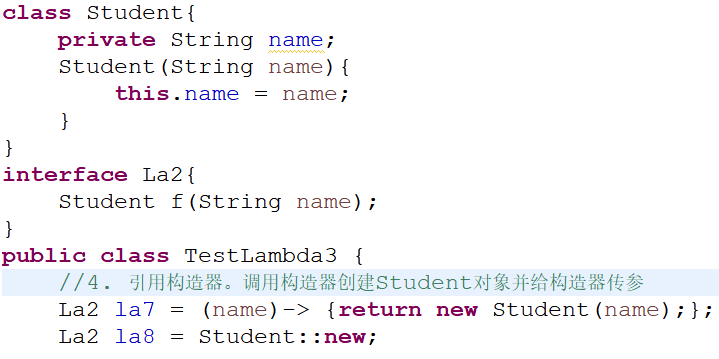 class Student{
    private String name;
    Student(String name){
        this.name = name;
    }
}
interface La2{
    Student f(String name);
}
public class TestLambda3 {
    //4. 引用构造器。调用构造器创建Student对象并给构造器传参
    La2 la7 = (name)-> {return new Student(name);};
    La2 la8 = Student::new;